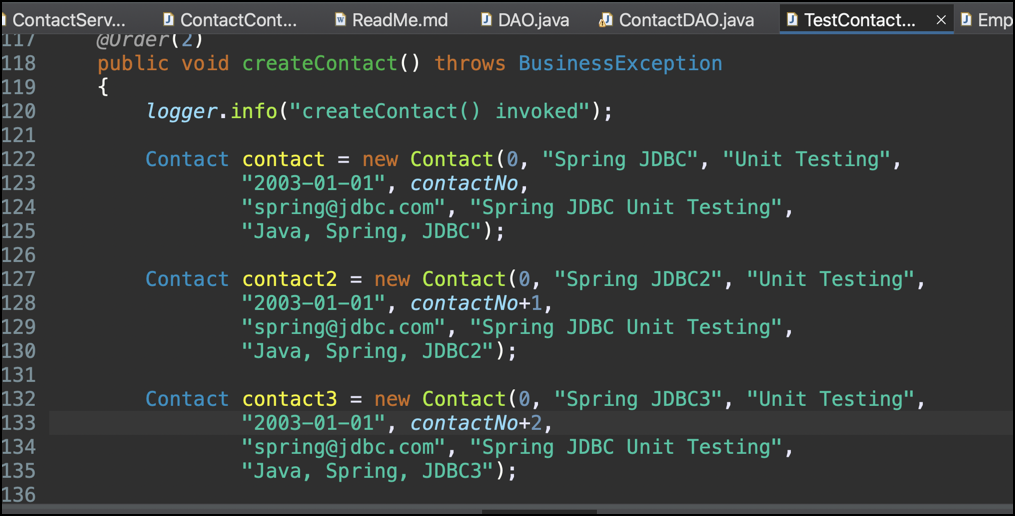 ContactServ... ContactCont... ReadMe.md DAO.java ContactDAO.java TestContact... × Emp
117 @Order(2)
118 public void createContact() throws BusinessException
119 {
120 logger.info("createContact() invoked");
121
122 Contact contact = new Contact(0, "Spring JDBC", "Unit Testing",
123 "2003-01-01", contactNo,
124 "spring@jdbc.com", "Spring JDBC Unit Testing",
125 "Java, Spring, JDBC");
126
127 Contact contact2 = new Contact(0, "Spring JDBC2", "Unit Testing",
128 "2003-01-01", contactNo+1,
129 "spring@jdbc.com", "Spring JDBC Unit Testing",
130 "Java, Spring, JDBC2");
131
132 Contact contact3 = new Contact(0, "Spring JDBC3", "Unit Testing",
133 "2003-01-01", contactNo+2,
134 "spring@jdbc.com", "Spring JDBC Unit Testing",
135 "Java, Spring, JDBC3");
136